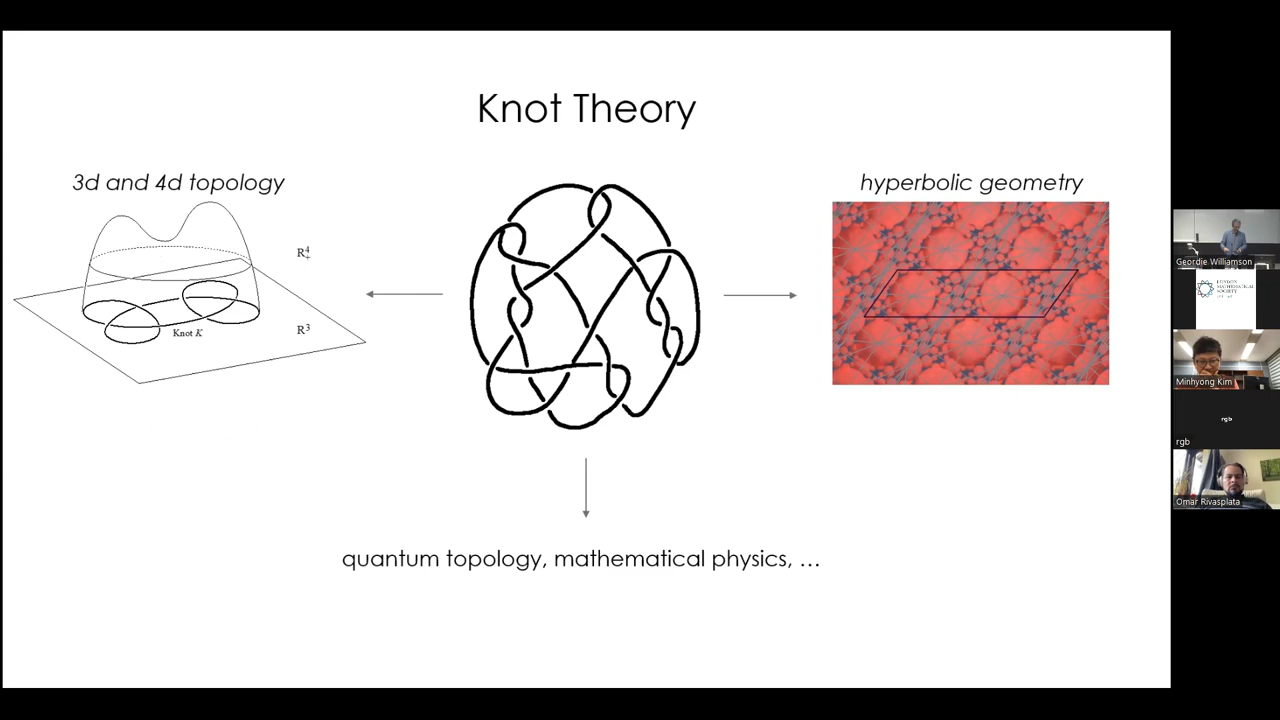 Knot Theory
3d and 4d topology
hyperbolic geometry
R⁴₊
Knot K
R³
quantum topology, mathematical physics, …
Geordie Williamson
LONDON
MATHEMATICAL
SOCIETY
Minhyong Kim
rgb
rgb
Omar Rivasplata